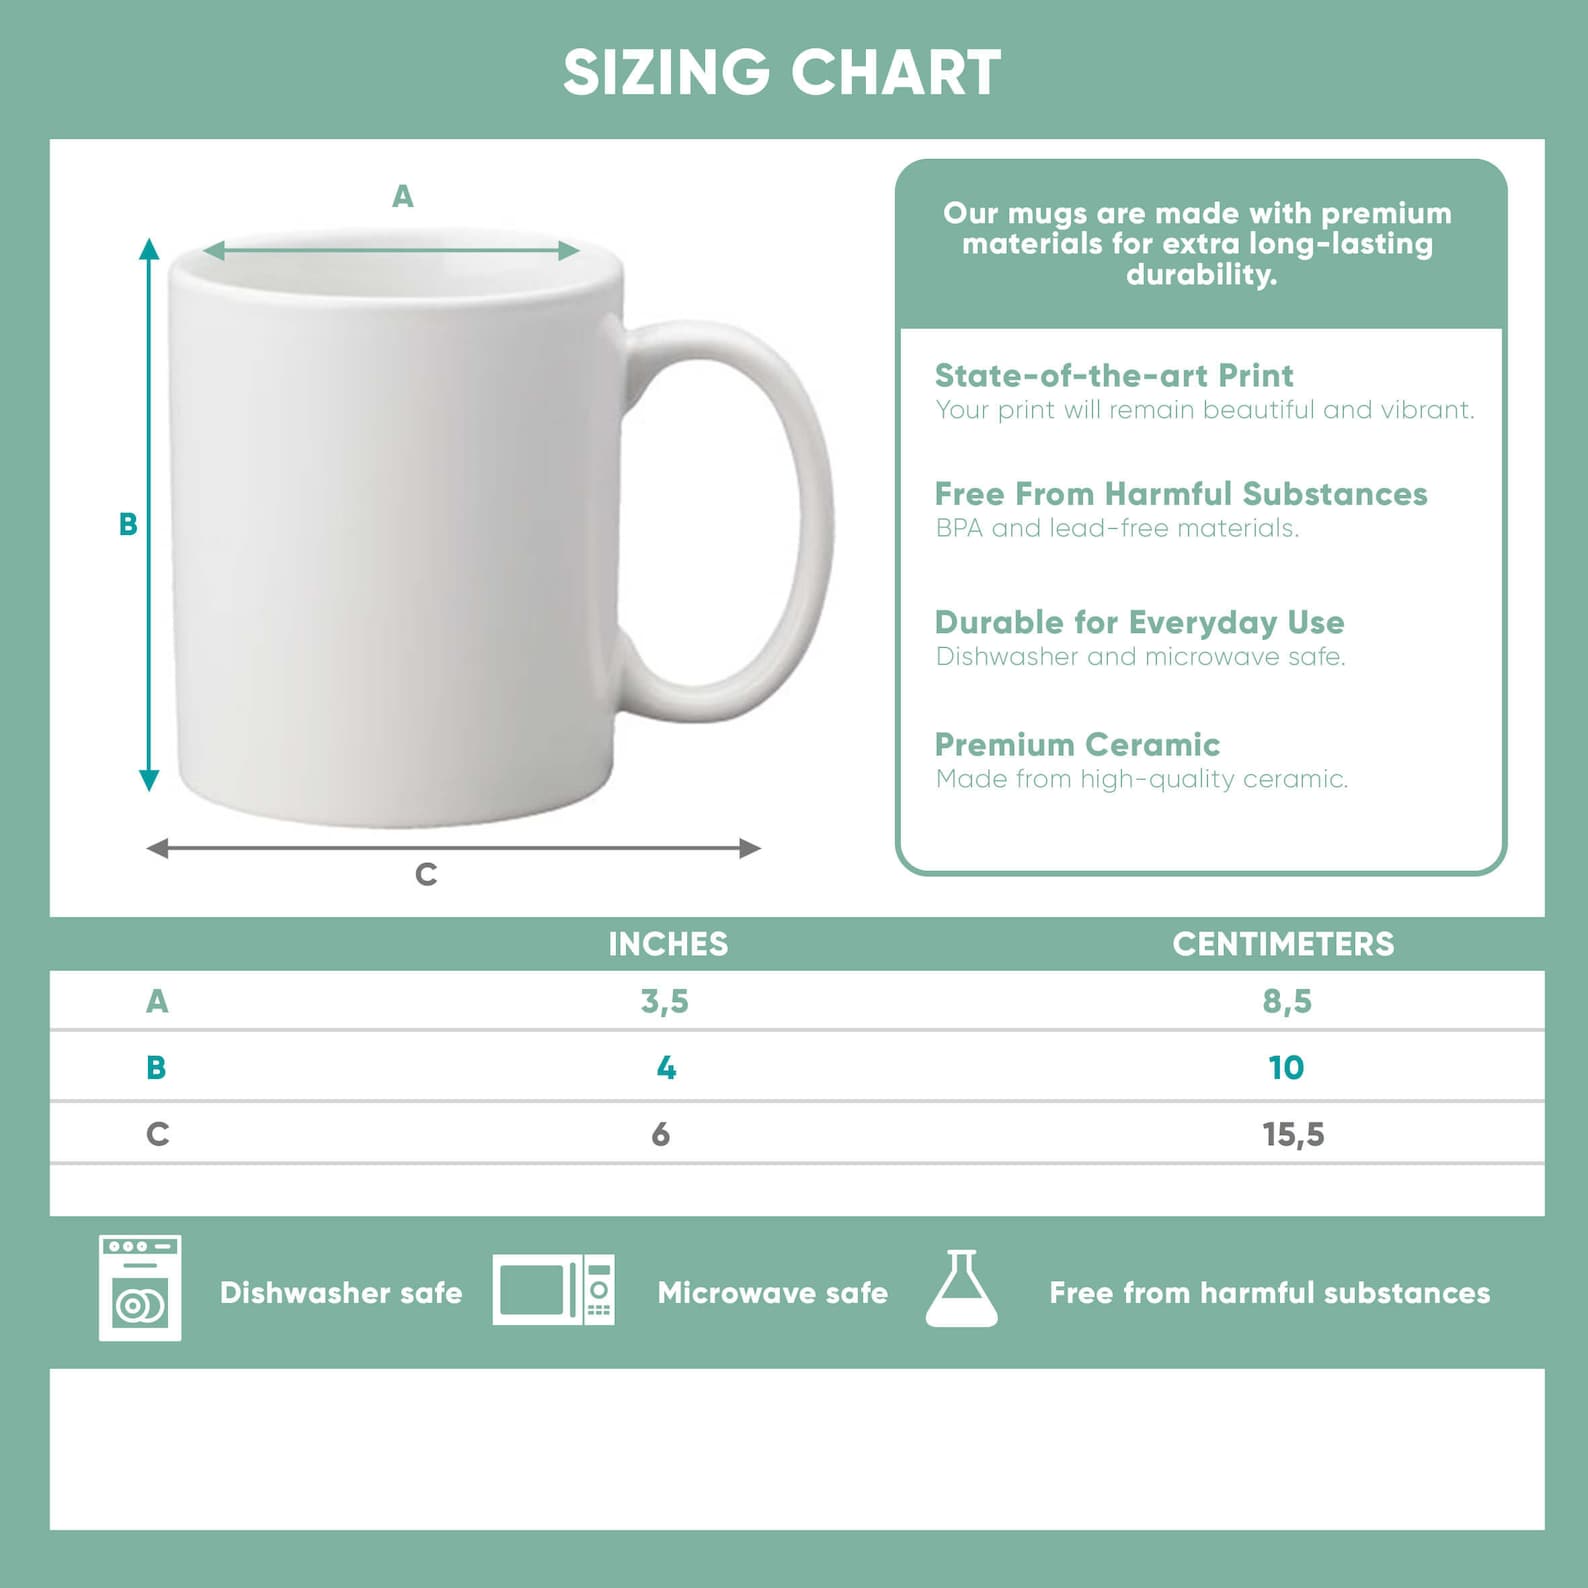 SIZING CHART
A
B
C
Our mugs are made with premium
materials for extra long-lasting
durability.
State-of-the-art Print
Your print will remain beautiful and vibrant.
Free From Harmful Substances
BPA and lead-free materials.
Durable for Everyday Use
Dishwasher and microwave safe.
Premium Ceramic
Made from high-quality ceramic.
INCHES CENTIMETERS
A 3,5 8,5
B 4 10
C 6 15,5
Dishwasher safe Microwave safe Free from harmful substances